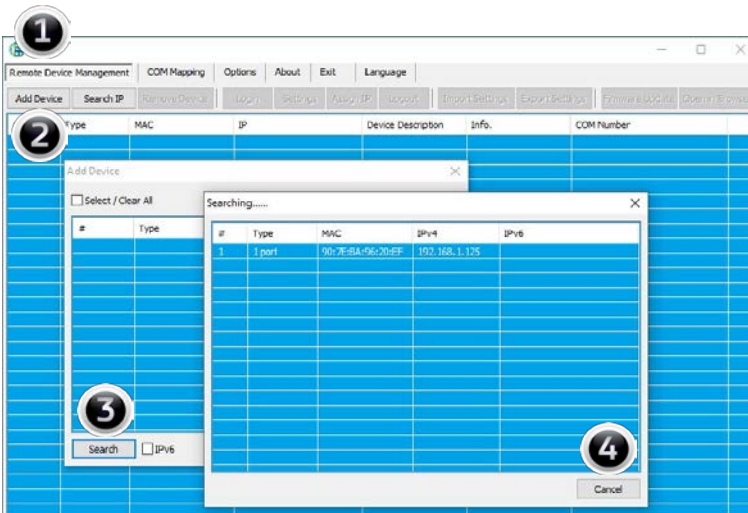 1
Remote Device Management COM Mapping Options About Exit Language
Add Device Search IP Remove Device Login Settings Assign IP Logout Import Settings Export Settings Firmware Update
2
Type MAC IP Device Description Info. COM Number
Add Device
Select / Clear All
# Type
Searching......
# Type MAC IPv4 IPv6
1 1 port 90:7E:BA:96:20:EF 192.168.1.125
3
Search IPv6
4
Cancel